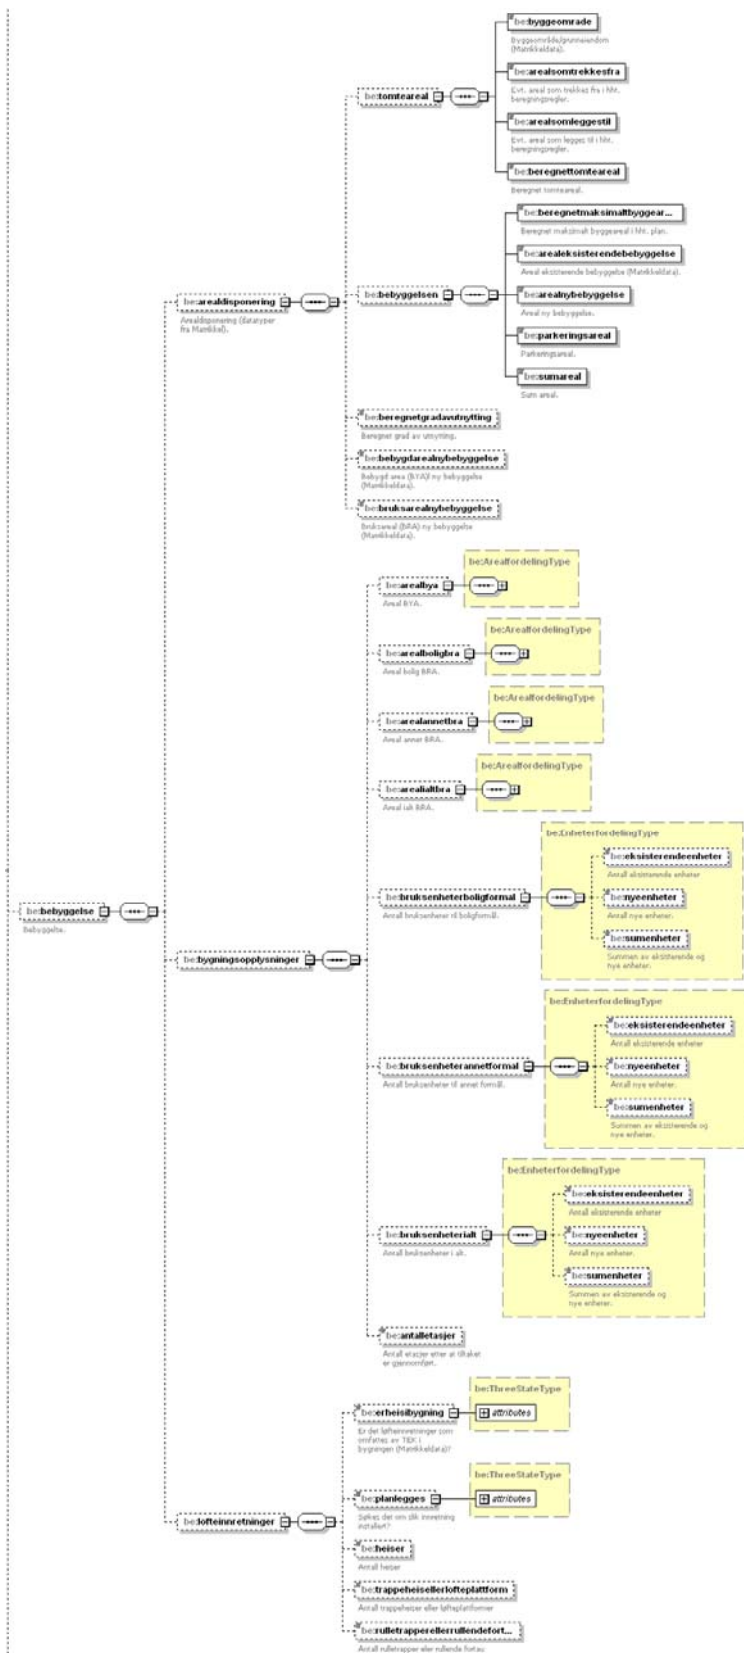 be:byggeomrade
Byggeområde/grunneiendom
(Matrikkeldata).
be:arealsomtrekkesfra
Evt. areal som trekkes fra i hht.
beregningsregler.
be:tomteareal
be:arealsomleggestil
Evt. areal som legges til i hht.
beregningsregler.
be:beregnettomteareal
Beregnet tomteareal.
be:beregnetmaksimaltbyggear...
Beregnet maksimalt byggeareal i hht. plan.
be:arealeksisterendebebyggelse
Areal eksisterende bebyggelse (Matrikkeldata).
be:arealdisponering
Arealdisponering (datatyper
fra Matrikkel).
be:bebyggelsen
be:arealnybebyggelse
Areal ny bebyggelse.
be:parkeringsareal
Parkeringsareal.
be:sumareal
Sum areal.
be:beregnetgradavutnytting
Beregnet grad av utnytting.
be:bebygdarealnybebyggelse
Bebygd area (BYA)l ny bebyggelse
(Matrikkeldata).
be:bruksarealnybebyggelse
Bruksareal (BRA) ny bebyggelse
(Matrikkeldata).
be:ArealfordelingType
be:arealbya
Areal BYA.
be:ArealfordelingType
be:arealboligbra
Areal bolig BRA.
be:ArealfordelingType
be:arealannetbra
Areal annet BRA.
be:ArealfordelingType
be:arealialtbra
Areal ialt BRA.
be:EnheterfordelingType
be:eksisterendeenheter
Antall eksisterende enheter
be:bruksenheterboligformal
Antall bruksenheter til boligformål.
be:nyeenheter
Antall nye enheter.
be:sumenheter
Summen av eksisterende og
nye enheter.
be:bebyggelse
Bebyggelse.
be:bygningsopplysninger
be:EnheterfordelingType
be:eksisterendeenheter
Antall eksisterende enheter
be:bruksenheterannetformal
Antall bruksenheter til annet formål.
be:nyeenheter
Antall nye enheter.
be:sumenheter
Summen av eksisterende og
nye enheter.
be:EnheterfordelingType
be:eksisterendeenheter
Antall eksisterende enheter
be:bruksenheterialt
Antall bruksenheter i alt.
be:nyeenheter
Antall nye enheter.
be:sumenheter
Summen av eksisterende og
nye enheter.
be:antalletasjer
Antall etasjer etter at tiltaket
er gjennomført.
be:ThreeStateType
be:erheisibygning
attributes
Er det løfteinnretninger som
omfattes av TEK i
bygningen (Matrikkeldata)?
be:ThreeStateType
be:planlegges
attributes
Søkes det om slik innretning
installert?
be:lofteinnretninger
be:heiser
Antall heiser
be:trappeheisellerlofteplattform
Antall trappeheiser eller løfteplattformer
be:rulletrapperellerrullendefort...
Antall rulletrapper eler rullende fortau